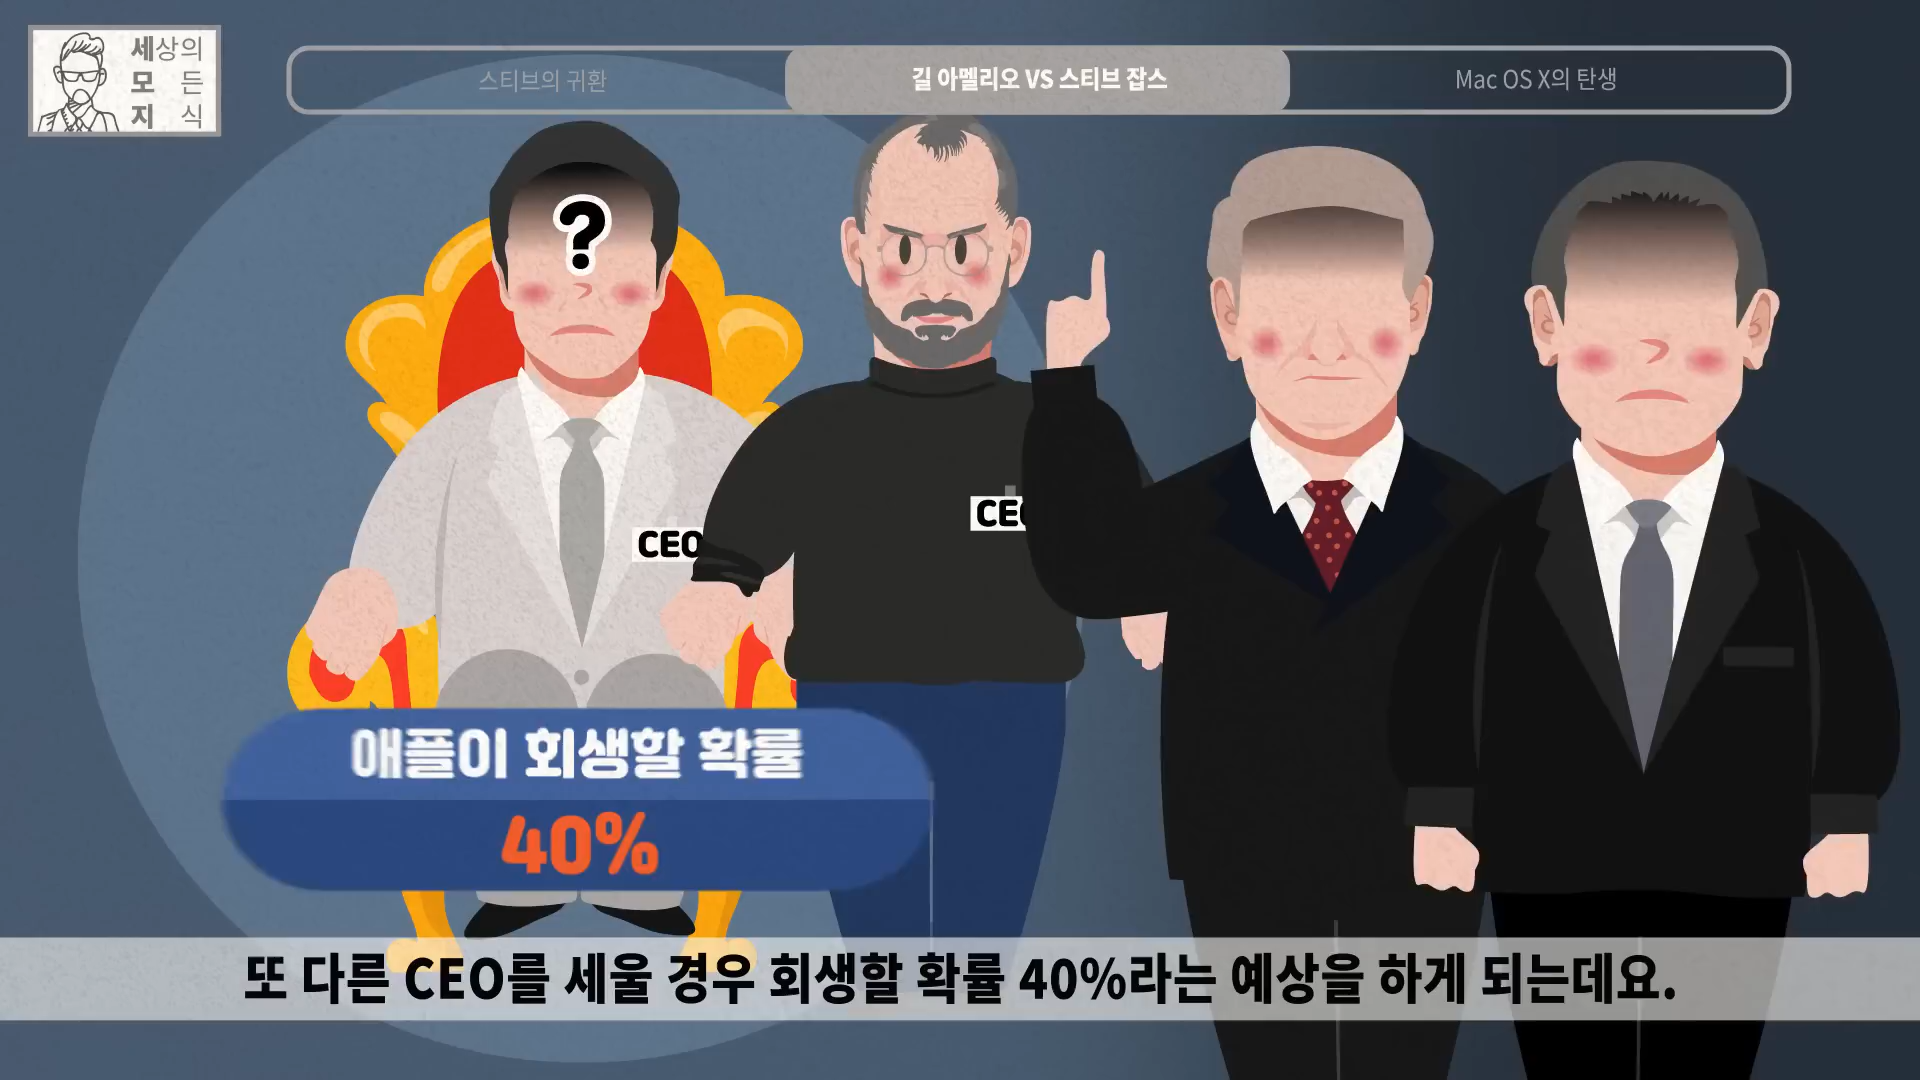 세상의
모든
지식
스티브의 귀환
길 아멜리오 VS 스티브 잡스
Mac OS X의 탄생
?
CEO
CEO
애플이 회생할 확률
40%
또 다른 CEO를 세울 경우 회생할 확률 40%라는 예상을 하게 되는데요.